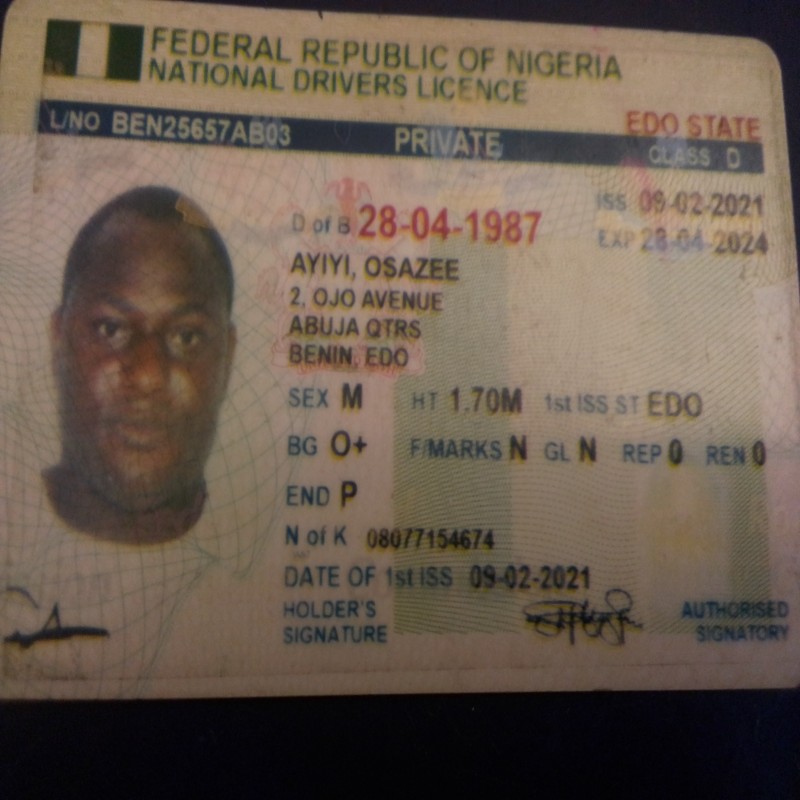 FEDERAL REPUBLIC OF NIGERIA
NATIONAL DRIVERS LICENCE
L/NO BEN25657AB03 PRIVATE EDO STATE
CLASS D
ISS 09-02-2021
D of B 28-04-1987
EXP 28-04-2024
AYIYI, OSAZEE
2, OJO AVENUE
ABUJA QTRS
BENIN, EDO
SEX M HT 1.70M 1st ISS ST EDO
BG O+ F/MARKS N GL N REP 0 REN 0
END P
N of K 08077154674
DATE OF 1st ISS 09-02-2021
HOLDER'S SIGNATURE
AUTHORISED SIGNATORY